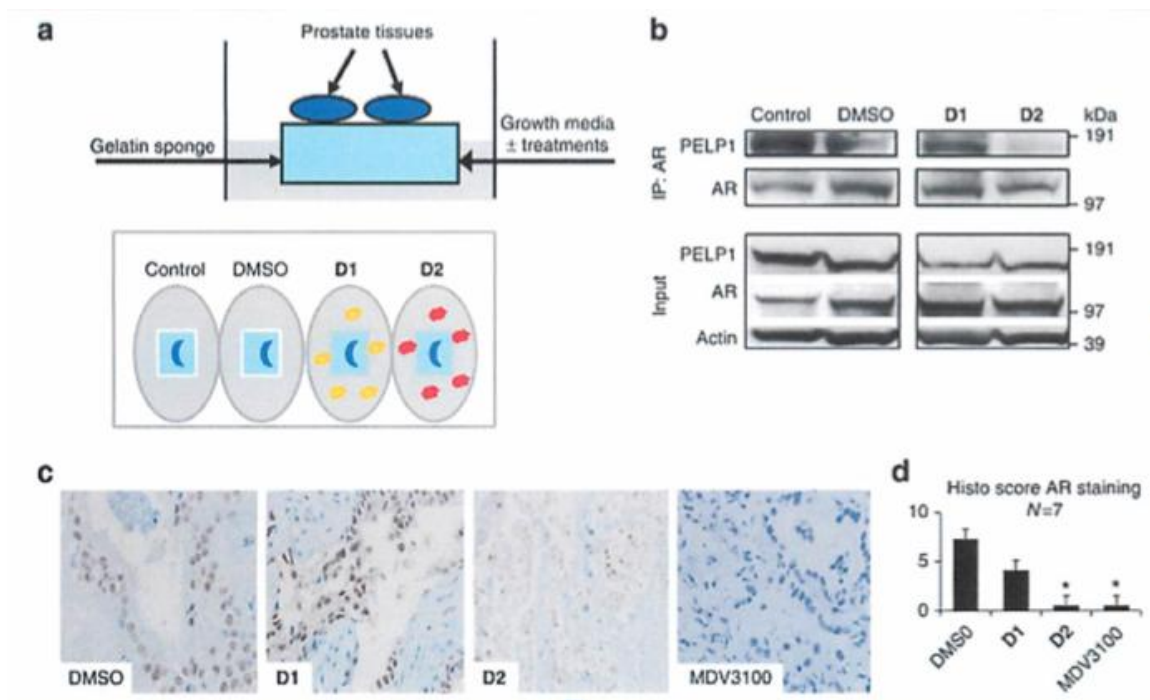 a
Prostate tissues
Gelatin sponge
Growth media
± treatments
Control DMSO D1 D2
b
Control DMSO D1 D2 kDa
IP: AR
PELP1
191
AR
97
Input
PELP1
191
AR
97
Actin
39
c
DMSO
D1
D2
MDV3100
d
Histo score AR staining
N=7
10
5
0
* *
DMSO D1 D2 MDV3100